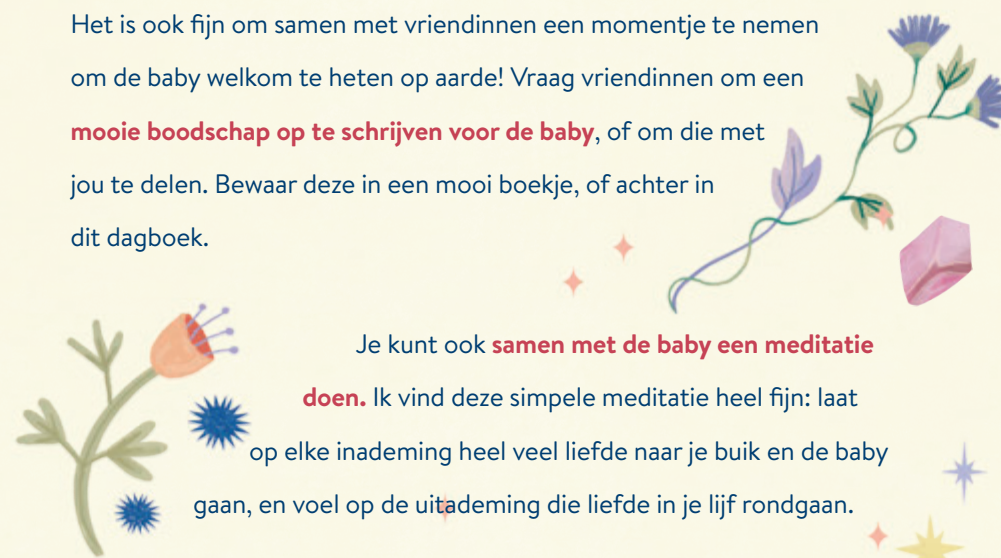 Het is ook fijn om samen met vriendinnen een momentje te nemen
om de baby welkom te heten op aarde! Vraag vriendinnen om een
mooie boodschap op te schrijven voor de baby, of om die met
jou te delen. Bewaar deze in een mooi boekje, of achter in
dit dagboek.
Je kunt ook samen met de baby een meditatie
doen. Ik vind deze simpele meditatie heel fijn: laat
op elke inademing heel veel liefde naar je buik en de baby
gaan, en voel op de uitademing die liefde in je lijf rondgaan.